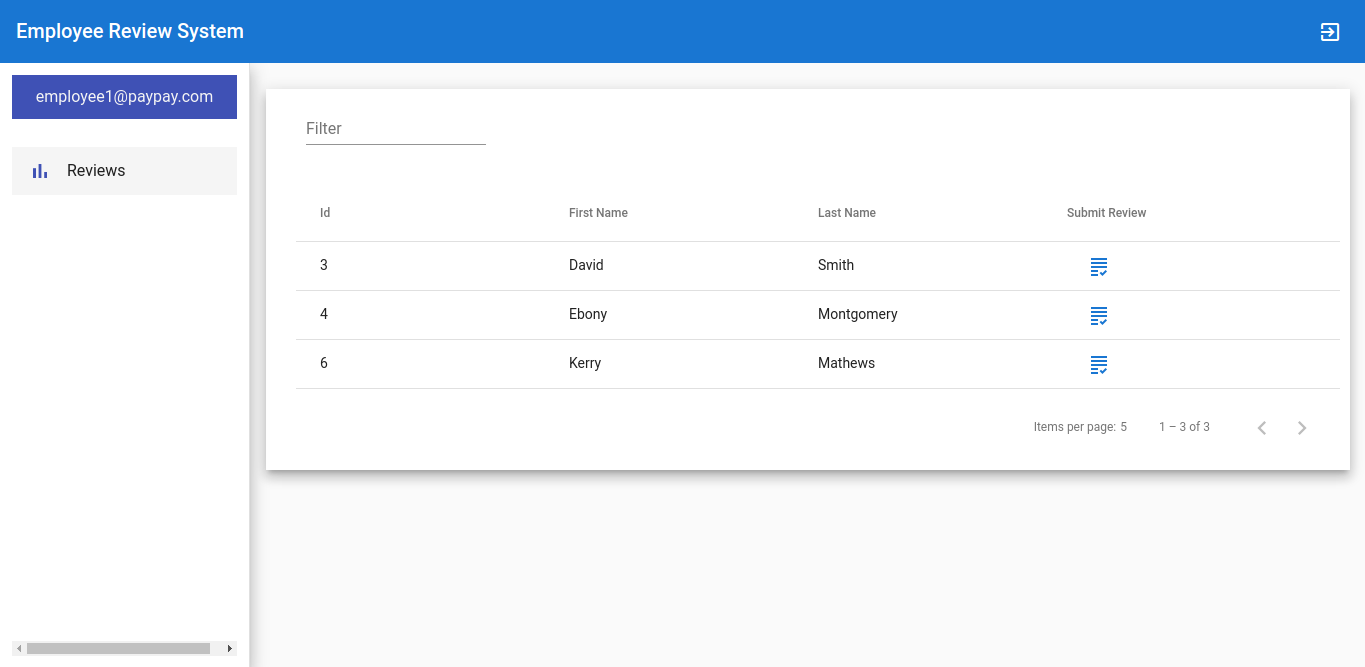 Employee Review System
employee1@paypay.com
Reviews
Filter
Id First Name Last Name Submit Review
3 David Smith
4 Ebony Montgomery
6 Kerry Mathews
Items per page: 5 1 – 3 of 3